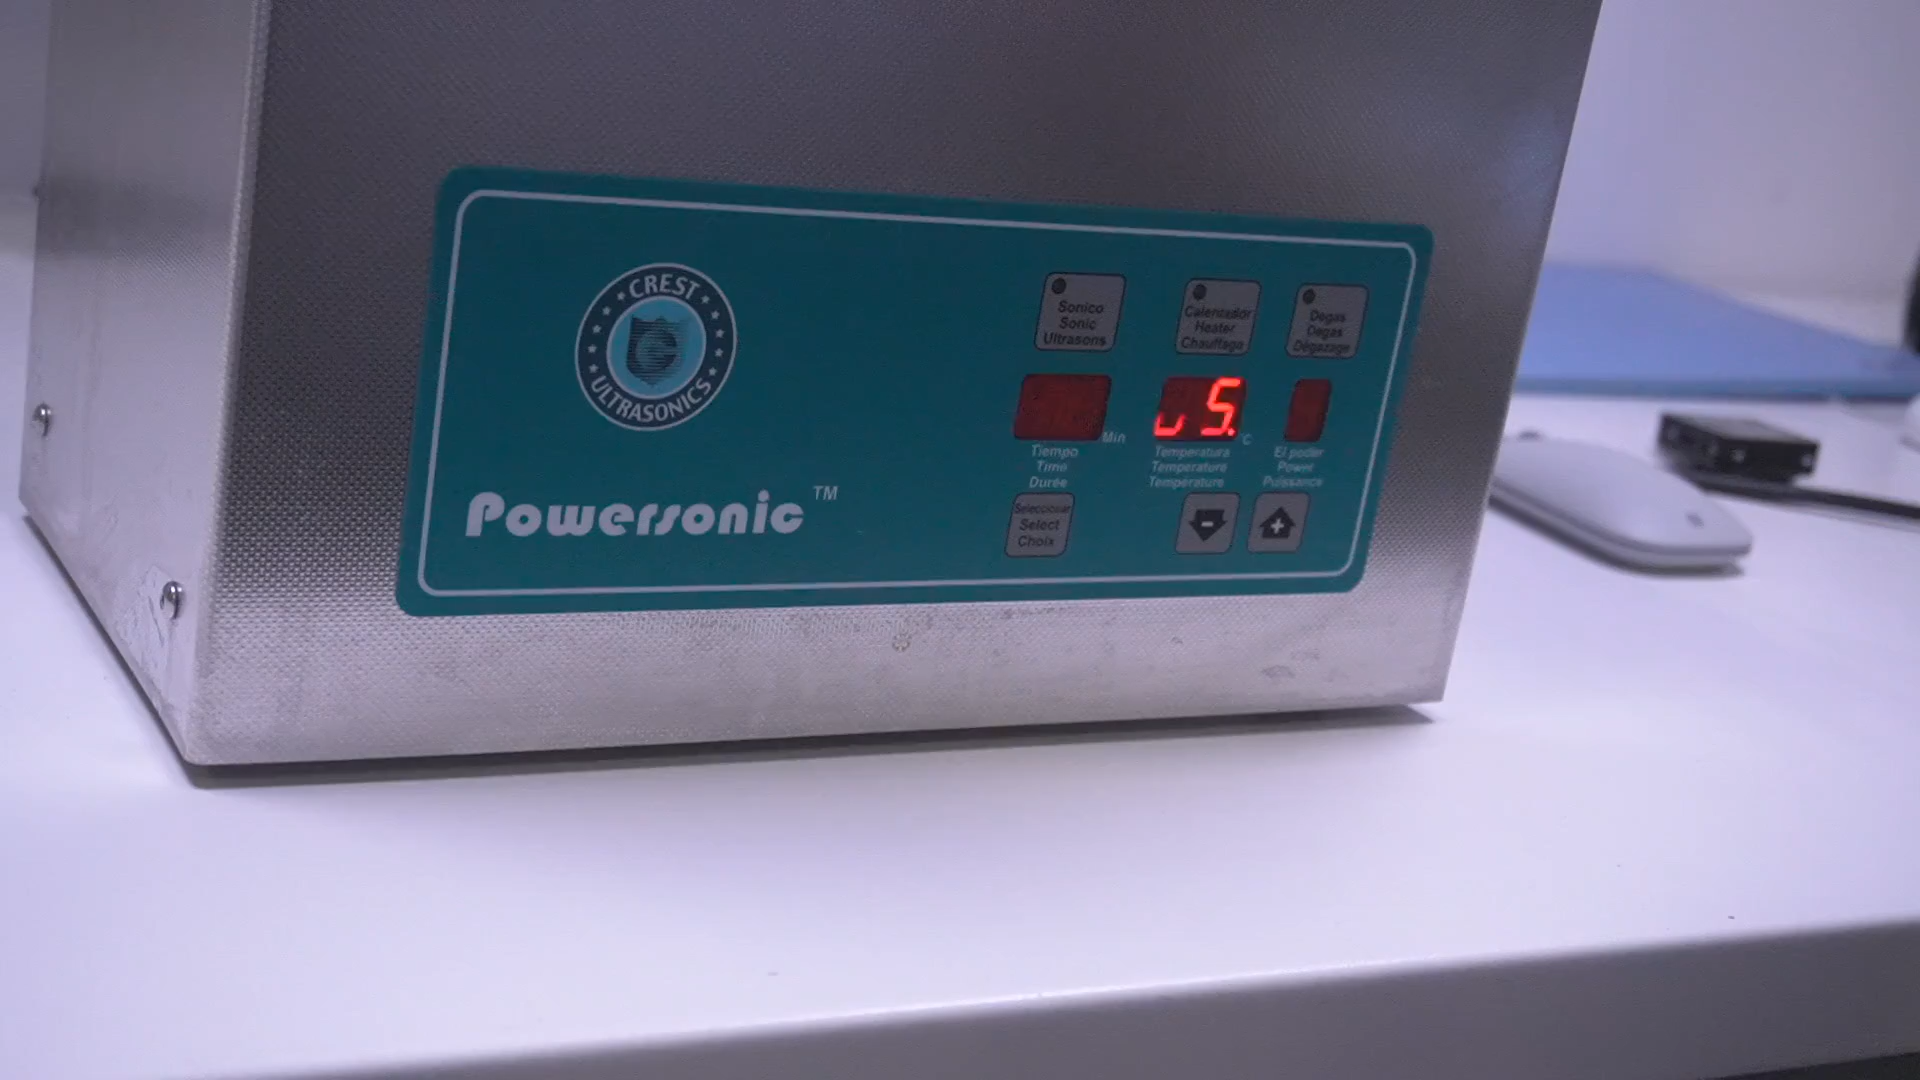 CREST
ULTRASONICS
Powersonic™
Sonico
Sonic
Ultrasons
Calentador
Heater
Chauffage
Degas
Degas
Dégazage
Min
5.
°C
Tiempo
Time
Durée
Temperatura
Temperature
Température
El poder
Power
Puissance
Seleccionar
Select
Choix
-
+